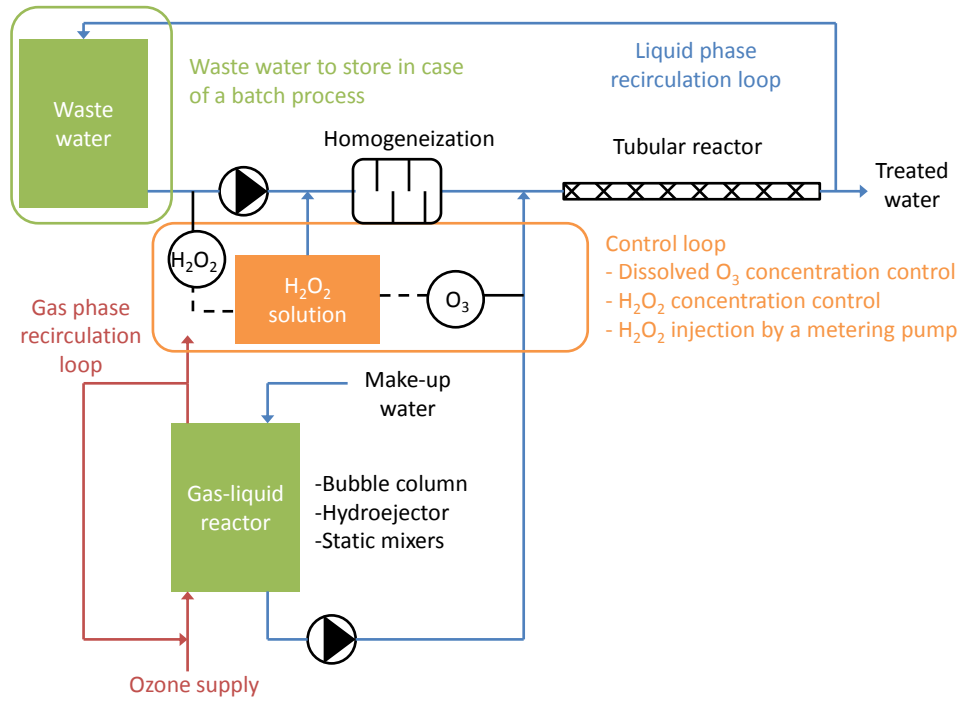 Waste
water
Waste water to store in case
of a batch process
Liquid phase
recirculation loop
Homogeneization
Tubular reactor
Treated
water
H₂O₂
H₂O₂
solution
O₃
Control loop
- Dissolved O₃ concentration control
- H₂O₂ concentration control
- H₂O₂ injection by a metering pump
Gas phase
recirculation
loop
Make-up
water
Gas-liquid
reactor
-Bubble column
-Hydroejector
-Static mixers
Ozone supply